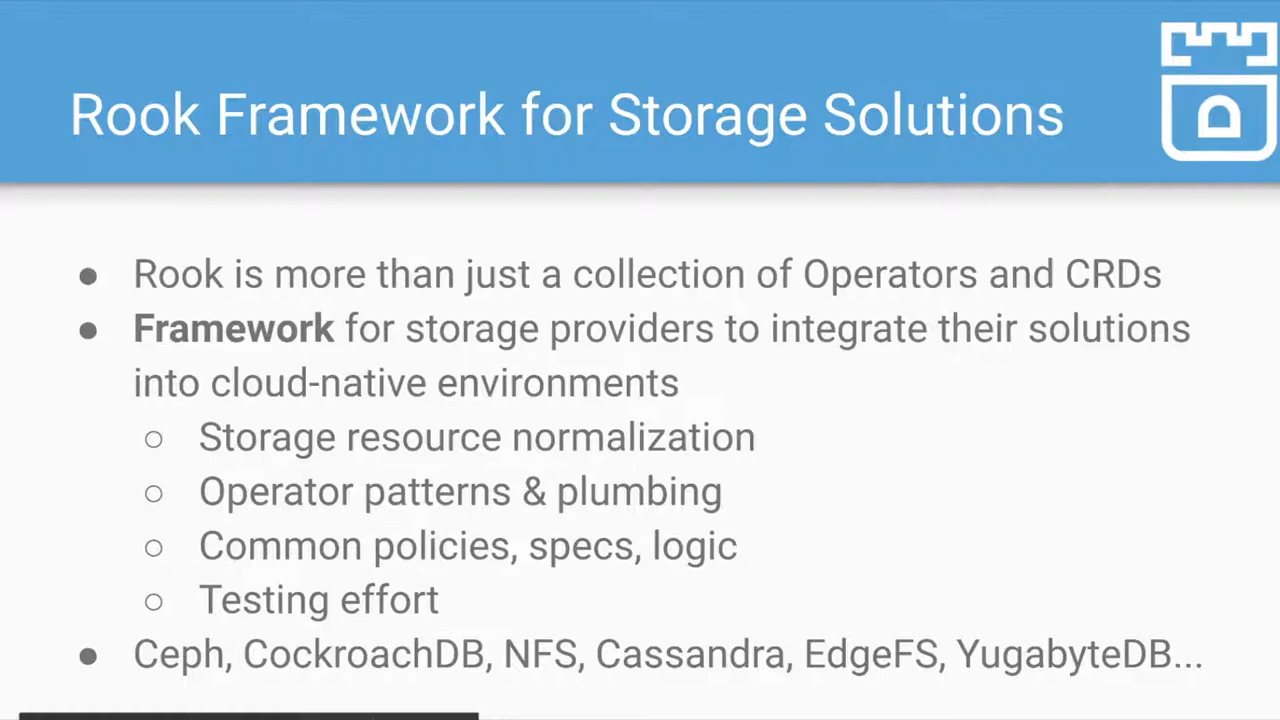 Rook Framework for Storage Solutions
● Rook is more than just a collection of Operators and CRDs
● Framework for storage providers to integrate their solutions
into cloud-native environments
○ Storage resource normalization
○ Operator patterns & plumbing
○ Common policies, specs, logic
○ Testing effort
● Ceph, CockroachDB, NFS, Cassandra, EdgeFS, YugabyteDB...